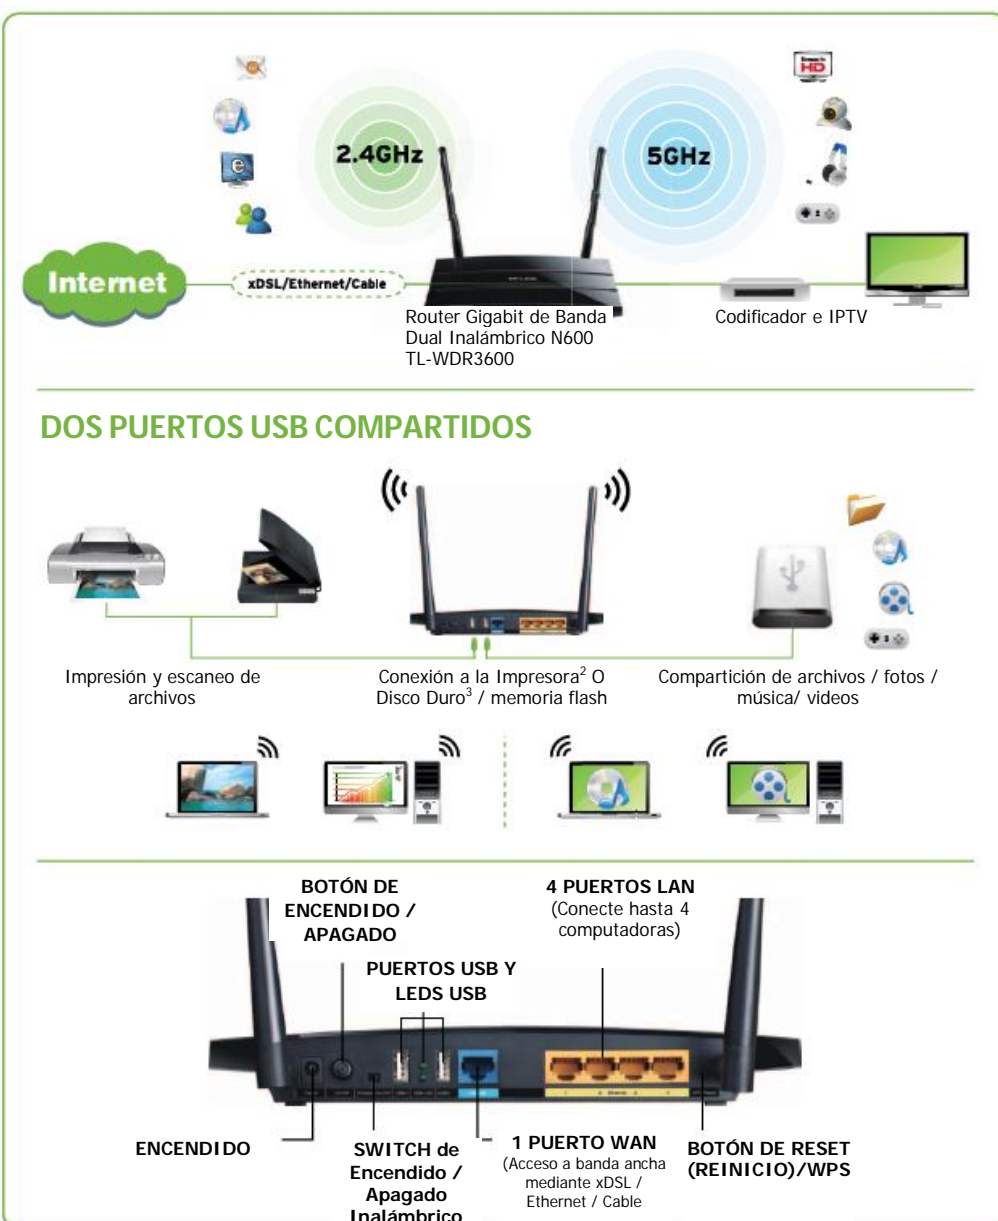 HD
2.4GHz
5GHz
Internet
xDSL/Ethernet/Cable
Router Gigabit de Banda
Dual Inalámbrico N600
TL-WDR3600
Codificador e IPTV
DOS PUERTOS USB COMPARTIDOS
Impresión y escaneo de
archivos
Conexión a la Impresora² O
Disco Duro³ / memoria flash
Compartición de archivos / fotos /
música/ videos
BOTÓN DE
ENCENDIDO /
APAGADO
4 PUERTOS LAN
(Conecte hasta 4
computadoras)
PUERTOS USB Y
LEDS USB
ENCENDIDO
SWITCH de
Encendido /
Apagado
Inalámbrico
1 PUERTO WAN
(Acceso a banda ancha
mediante xDSL /
Ethernet / Cable
BOTÓN DE RESET
(REINICIO)/WPS